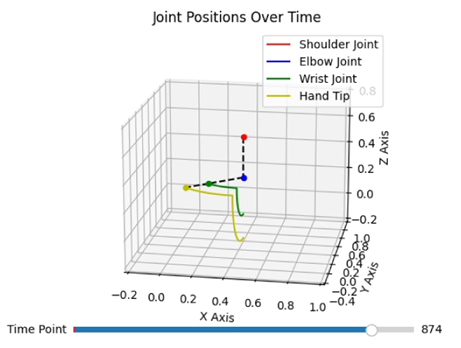 Joint Positions Over Time
Shoulder Joint
Elbow Joint
Wrist Joint
Hand Tip
0.8
0.6
0.4
0.2
0.0
−0.2
Z Axis
1.0
0.8
0.6
0.4
0.2
0.0
−0.2
−0.4
Y Axis
−0.2 0.0 0.2 0.4 0.6 0.8 1.0
X Axis
Time Point 874